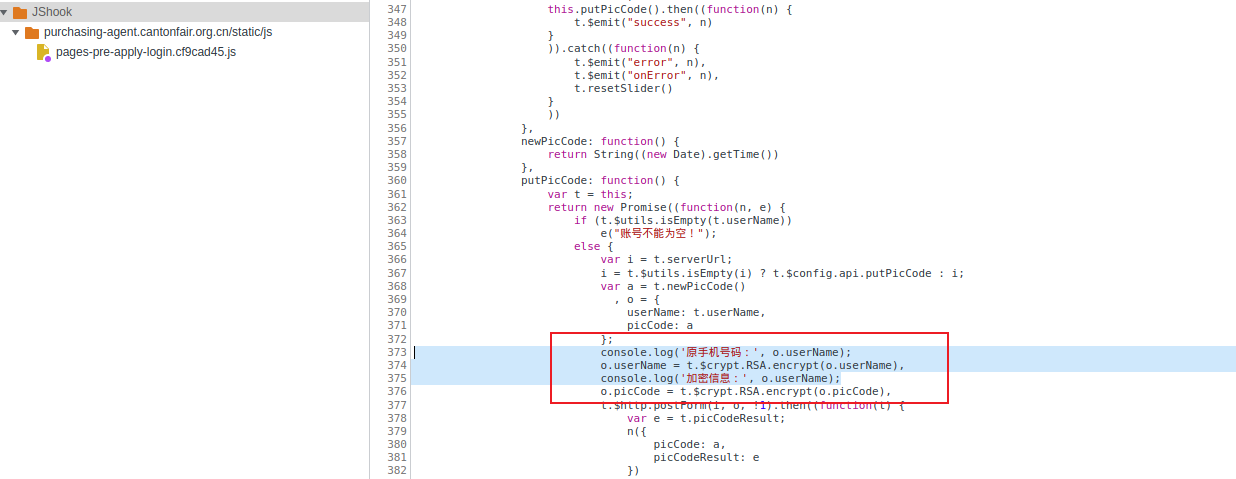 JShook
purchasing-agent.cantonfair.org.cn/static/js
pages-pre-apply-login.cf9cad45.js
347 this.putPicCode().then((function(n) {
348 t.$emit("success", n)
349 }
350 )).catch((function(n) {
351 t.$emit("error", n),
352 t.$emit("onError", n),
353 t.resetSlider()
354 }
355 ))
356 },
357 newPicCode: function() {
358 return String((new Date).getTime())
359 },
360 putPicCode: function() {
361 var t = this;
362 return new Promise((function(n, e) {
363 if (t.$utils.isEmpty(t.userName))
364 e("账号不能为空！");
365 else {
366 var i = t.serverUrl;
367 i = t.$utils.isEmpty(i) ? t.$config.api.putPicCode : i;
368 var a = t.newPicCode()
369 , o = {
370 userName: t.userName,
371 picCode: a
372 };
373 console.log('原手机号码：', o.userName);
374 o.userName = t.$crypt.RSA.encrypt(o.userName),
375 console.log('加密信息：', o.userName);
376 o.picCode = t.$crypt.RSA.encrypt(o.picCode),
377 t.$http.postForm(i, o, !1).then((function(t) {
378 var e = t.picCodeResult;
379 n({
380 picCode: a,
381 picCodeResult: e
382 })